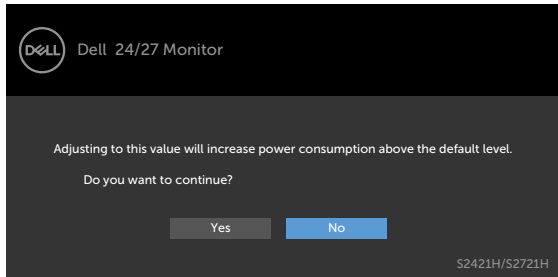 DELL
Dell 24/27 Monitor
Adjusting to this value will increase power consumption above the default level.
Do you want to continue?
Yes
No
S2421H/S2721H